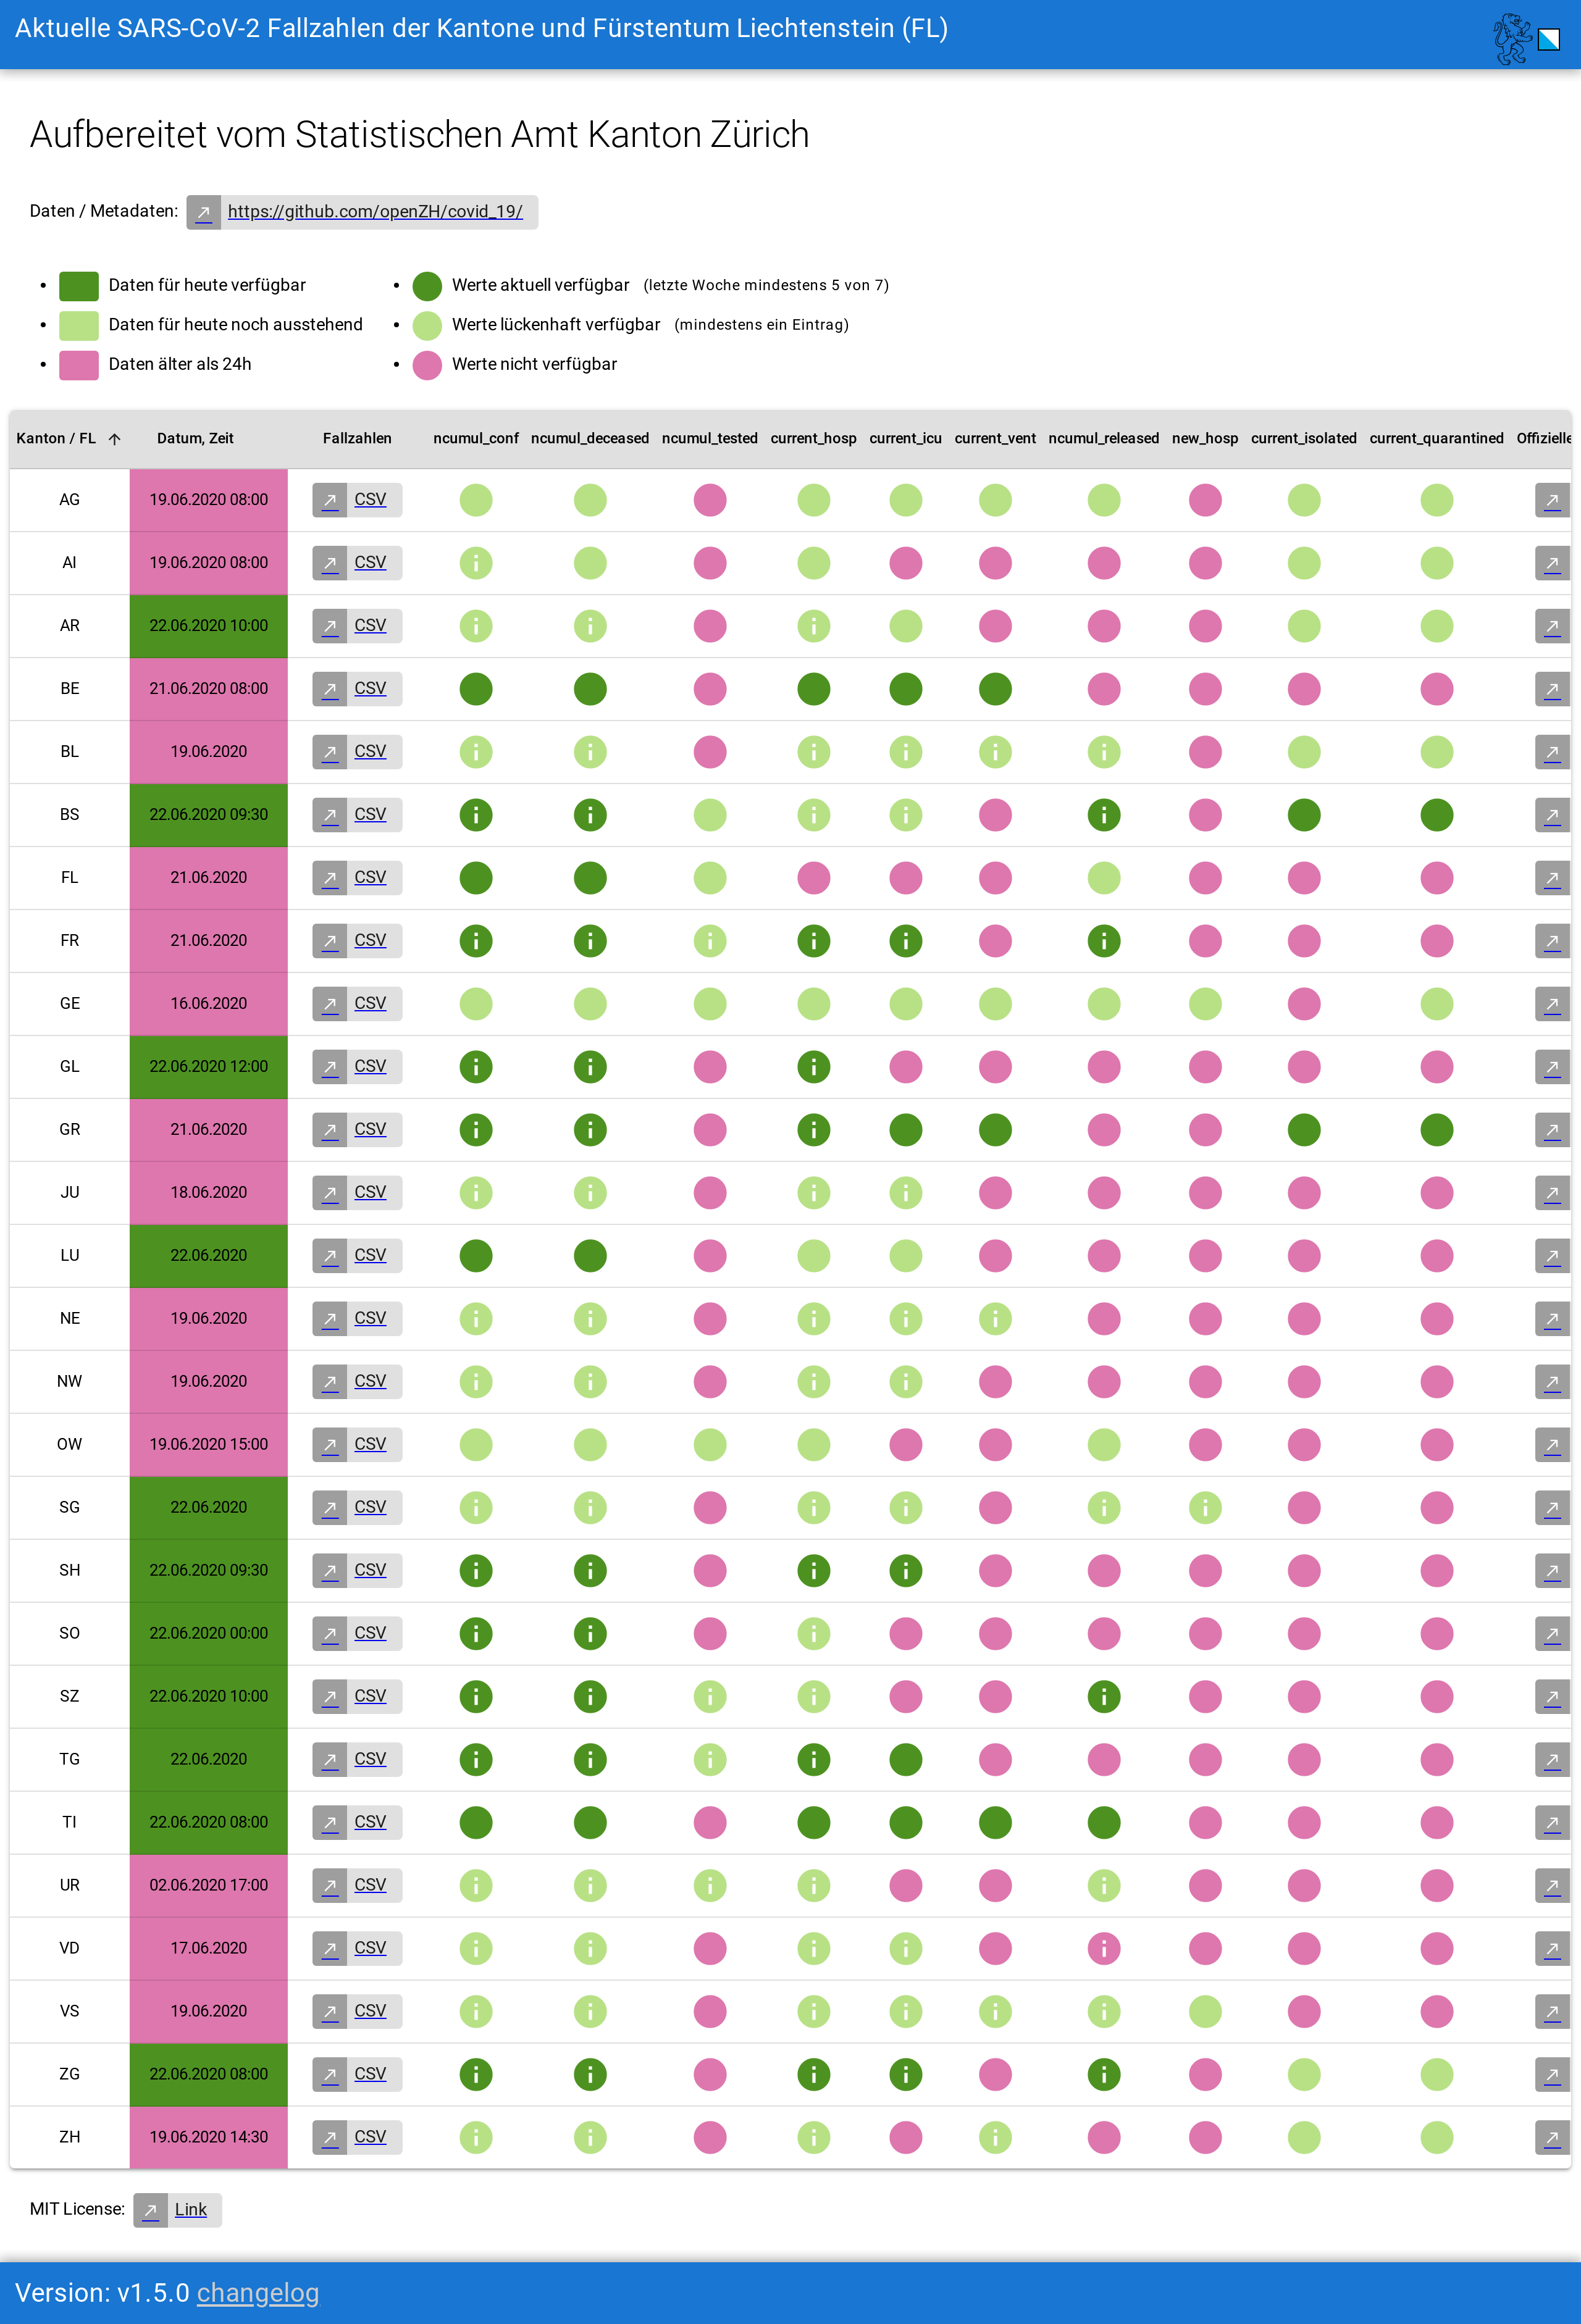 Aktuelle SARS-CoV-2 Fallzahlen der Kantone und Fürstentum Liechtenstein (FL)
Aufbereitet vom Statistischen Amt Kanton Zürich
Daten / Metadaten: https://github.com/openZH/covid_19/
Daten für heute verfügbar
Daten für heute noch ausstehend
Daten älter als 24h
Werte aktuell verfügbar (letzte Woche mindestens 5 von 7)
Werte lückenhaft verfügbar (mindestens ein Eintrag)
Werte nicht verfügbar
Kanton / FL Datum, Zeit Fallzahlen ncumul_conf ncumul_deceased ncumul_tested current_hosp current_icu current_vent ncumul_released new_hosp current_isolated current_quarantined Offizielle
AG 19.06.2020 08:00 CSV
AI 19.06.2020 08:00 CSV
AR 22.06.2020 10:00 CSV
BE 21.06.2020 08:00 CSV
BL 19.06.2020 CSV
BS 22.06.2020 09:30 CSV
FL 21.06.2020 CSV
FR 21.06.2020 CSV
GE 16.06.2020 CSV
GL 22.06.2020 12:00 CSV
GR 21.06.2020 CSV
JU 18.06.2020 CSV
LU 22.06.2020 CSV
NE 19.06.2020 CSV
NW 19.06.2020 CSV
OW 19.06.2020 15:00 CSV
SG 22.06.2020 CSV
SH 22.06.2020 09:30 CSV
SO 22.06.2020 00:00 CSV
SZ 22.06.2020 10:00 CSV
TG 22.06.2020 CSV
TI 22.06.2020 08:00 CSV
UR 02.06.2020 17:00 CSV
VD 17.06.2020 CSV
VS 19.06.2020 CSV
ZG 22.06.2020 08:00 CSV
ZH 19.06.2020 14:30 CSV
MIT License: Link
Version: v1.5.0 changelog